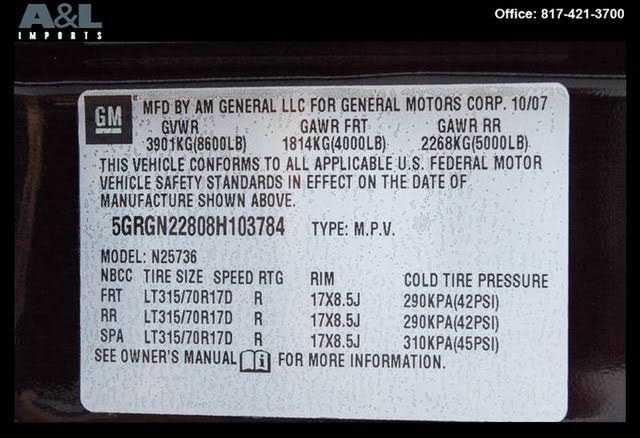 A&L
IMPORTS
Office: 817-421-3700
GM
MFD BY AM GENERAL LLC FOR GENERAL MOTORS CORP. 10/07
GVWR GAWR FRT GAWR RR
3901KG(8600LB) 1814KG(4000LB) 2268KG(5000LB)
THIS VEHICLE CONFORMS TO ALL APPLICABLE U.S. FEDERAL MOTOR
VEHICLE SAFETY STANDARDS IN EFFECT ON THE DATE OF
MANUFACTURE SHOWN ABOVE.
5GRGN22808H103784 TYPE: M.P.V.
MODEL: N25736
NBCC TIRE SIZE SPEED RTG RIM COLD TIRE PRESSURE
FRT LT315/70R17D R 17X8.5J 290KPA(42PSI)
RR LT315/70R17D R 17X8.5J 290KPA(42PSI)
SPA LT315/70R17D R 17X8.5J 310KPA(45PSI)
SEE OWNER'S MANUAL i FOR MORE INFORMATION.